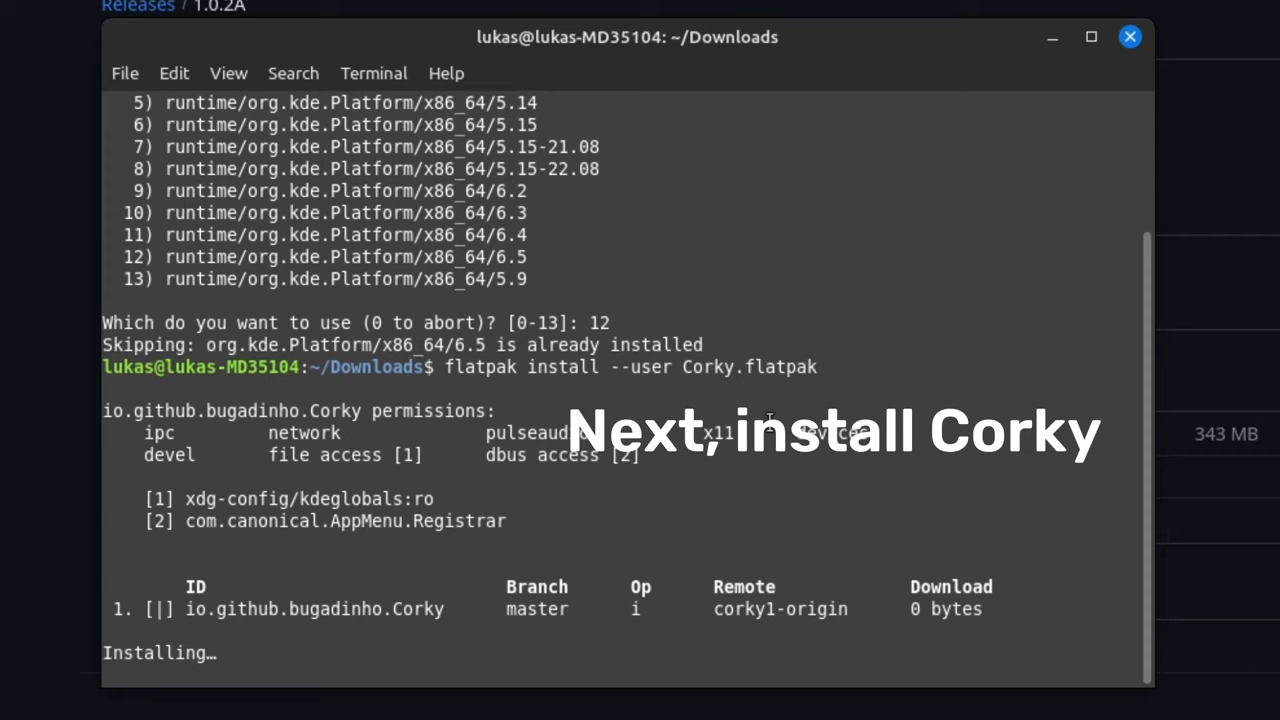 Releases / 1.0.2A
lukas@lukas-MD35104: ~/Downloads
File Edit View Search Terminal Help
5) runtime/org.kde.Platform/x86_64/5.14
6) runtime/org.kde.Platform/x86_64/5.15
7) runtime/org.kde.Platform/x86_64/5.15-21.08
8) runtime/org.kde.Platform/x86_64/5.15-22.08
9) runtime/org.kde.Platform/x86_64/6.2
10) runtime/org.kde.Platform/x86_64/6.3
11) runtime/org.kde.Platform/x86_64/6.4
12) runtime/org.kde.Platform/x86_64/6.5
13) runtime/org.kde.Platform/x86_64/5.9
Which do you want to use (0 to abort)? [0-13]: 12
Skipping: org.kde.Platform/x86_64/6.5 is already installed
lukas@lukas-MD35104:~/Downloads$ flatpak install --user Corky.flatpak
io.github.bugadinho.Corky permissions:
ipc network x11
Next, install Corky
343 MB
devel file access [1] dbus access [2]
[1] xdg-config/kdeglobals:ro
[2] com.canonical.AppMenu.Registrar
ID Branch Op Remote Download
1. [|] io.github.bugadinho.Corky master i corky1-origin 0 bytes
Installing…